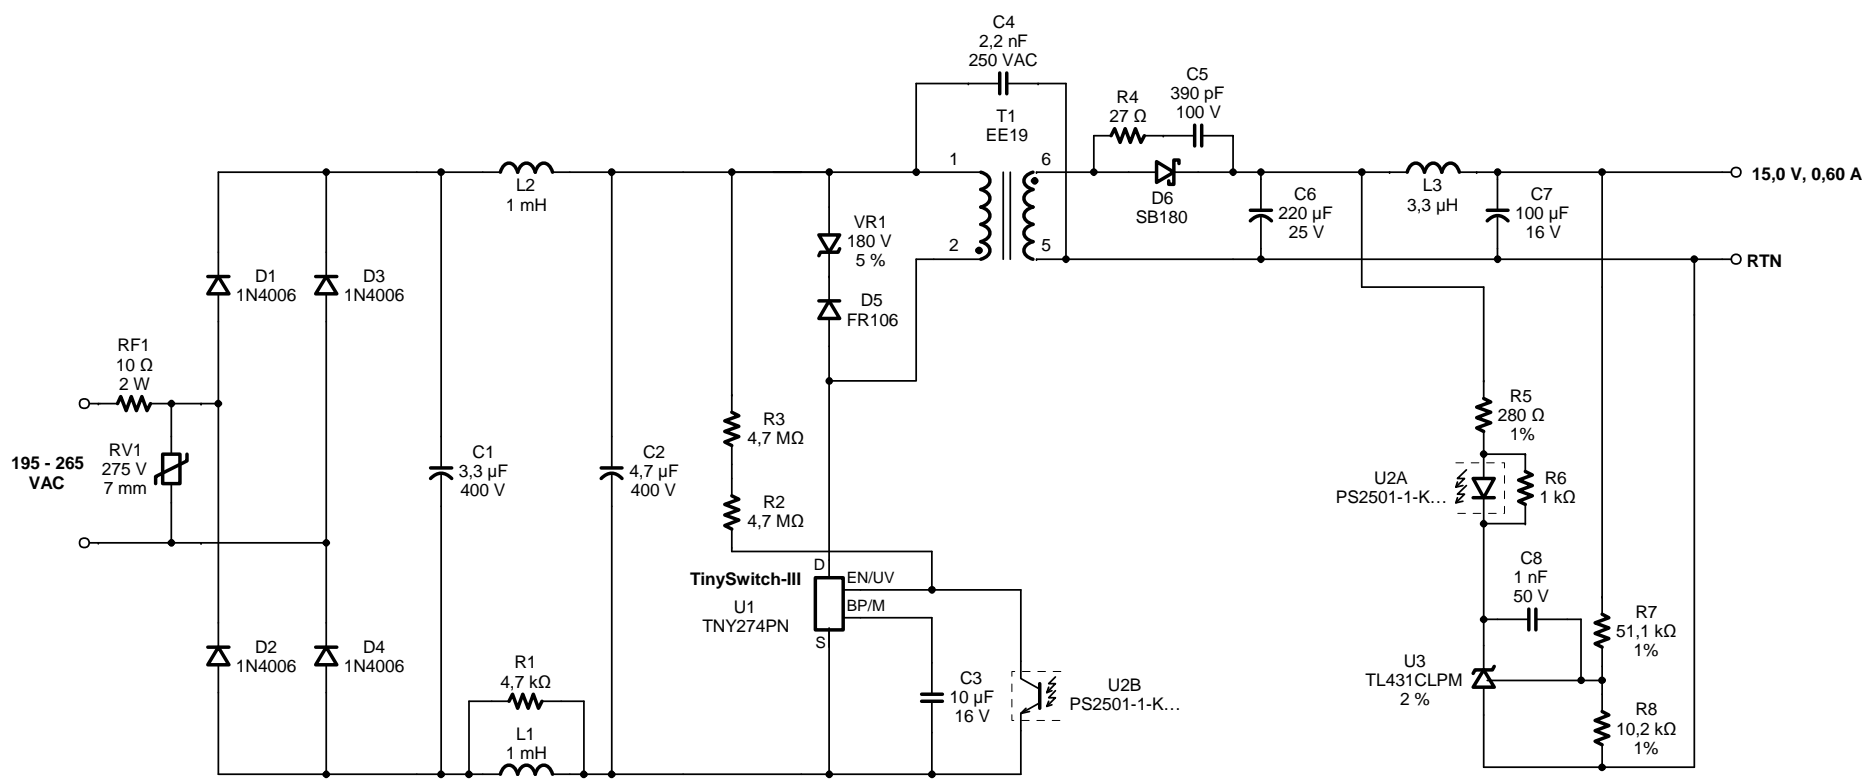 C4
2,2 nF
250 VAC
T1
EE19
R4
27 Ω
C5
390 pF
100 V
1
2
6
5
L2
1 mH
D6
SB180
C6
220 µF
25 V
L3
3,3 µH
C7
100 µF
16 V
15,0 V, 0,60 A
RTN
VR1
180 V
5 %
D5
FR106
D1
1N4006
D3
1N4006
RF1
10 Ω
2 W
195 - 265
VAC
RV1
275 V
7 mm
C1
3,3 µF
400 V
C2
4,7 µF
400 V
R3
4,7 MΩ
R2
4,7 MΩ
R5
280 Ω
1%
U2A
PS2501-1-K...
R6
1 kΩ
TinySwitch-III
U1
TNY274PN
D
EN/UV
BP/M
S
C8
1 nF
50 V
R7
51,1 kΩ
1%
D2
1N4006
D4
1N4006
R1
4,7 kΩ
L1
1 mH
C3
10 µF
16 V
U2B
PS2501-1-K...
U3
TL431CLPM
2 %
R8
10,2 kΩ
1%